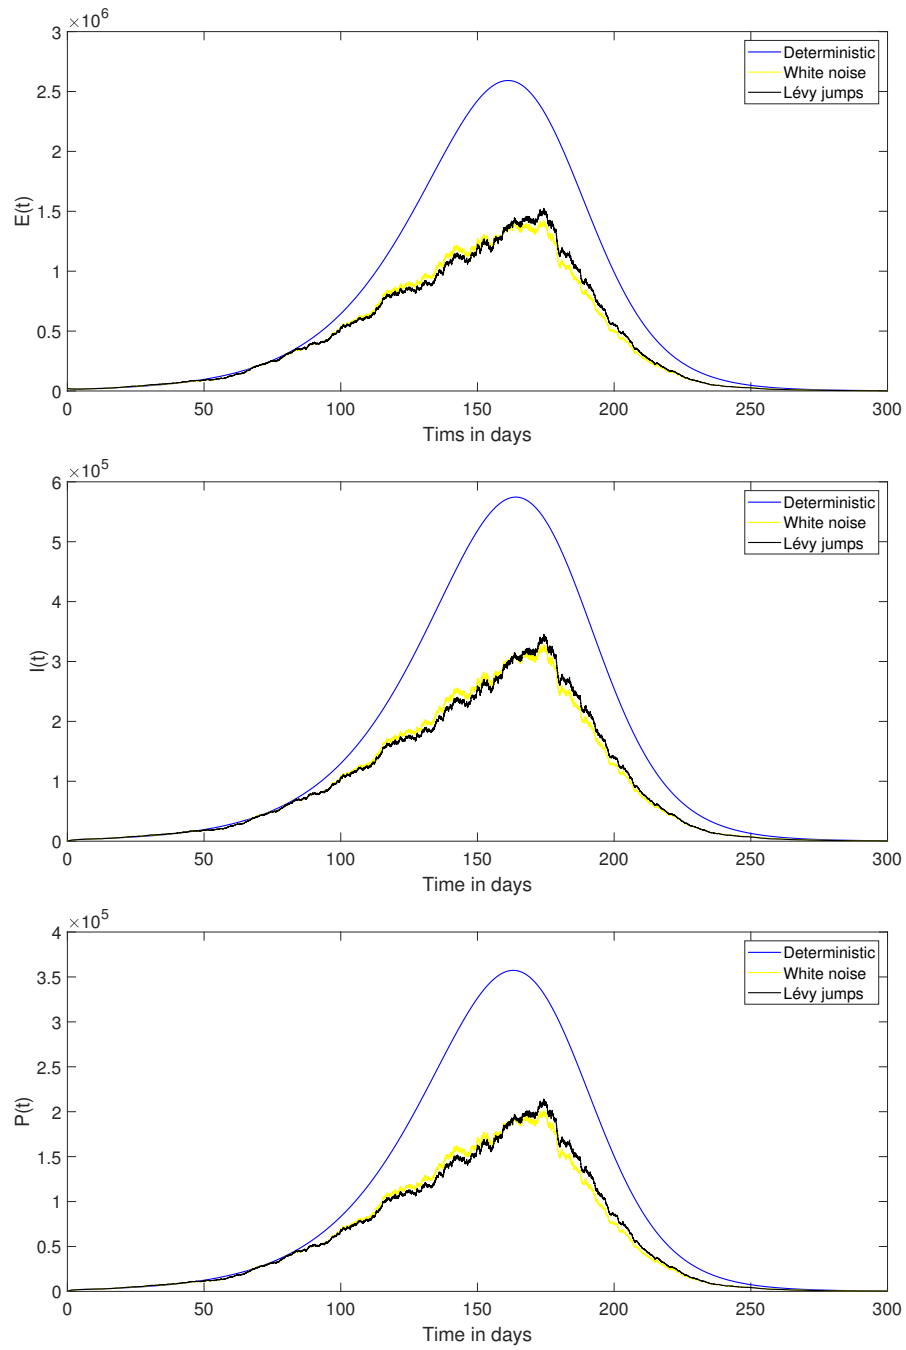 ×10^6
3
2.5
2
1.5
1
0.5
0
E(t)
Deterministic
White noise
Lévy jumps
0 50 100 150 200 250 300
Tims in days
×10^5
6
5
4
3
2
1
0
I(t)
Deterministic
White noise
Lévy jumps
0 50 100 150 200 250 300
Time in days
×10^5
4
3.5
3
2.5
2
1.5
1
0.5
0
P(t)
Deterministic
White noise
Lévy jumps
0 50 100 150 200 250 300
Time in days